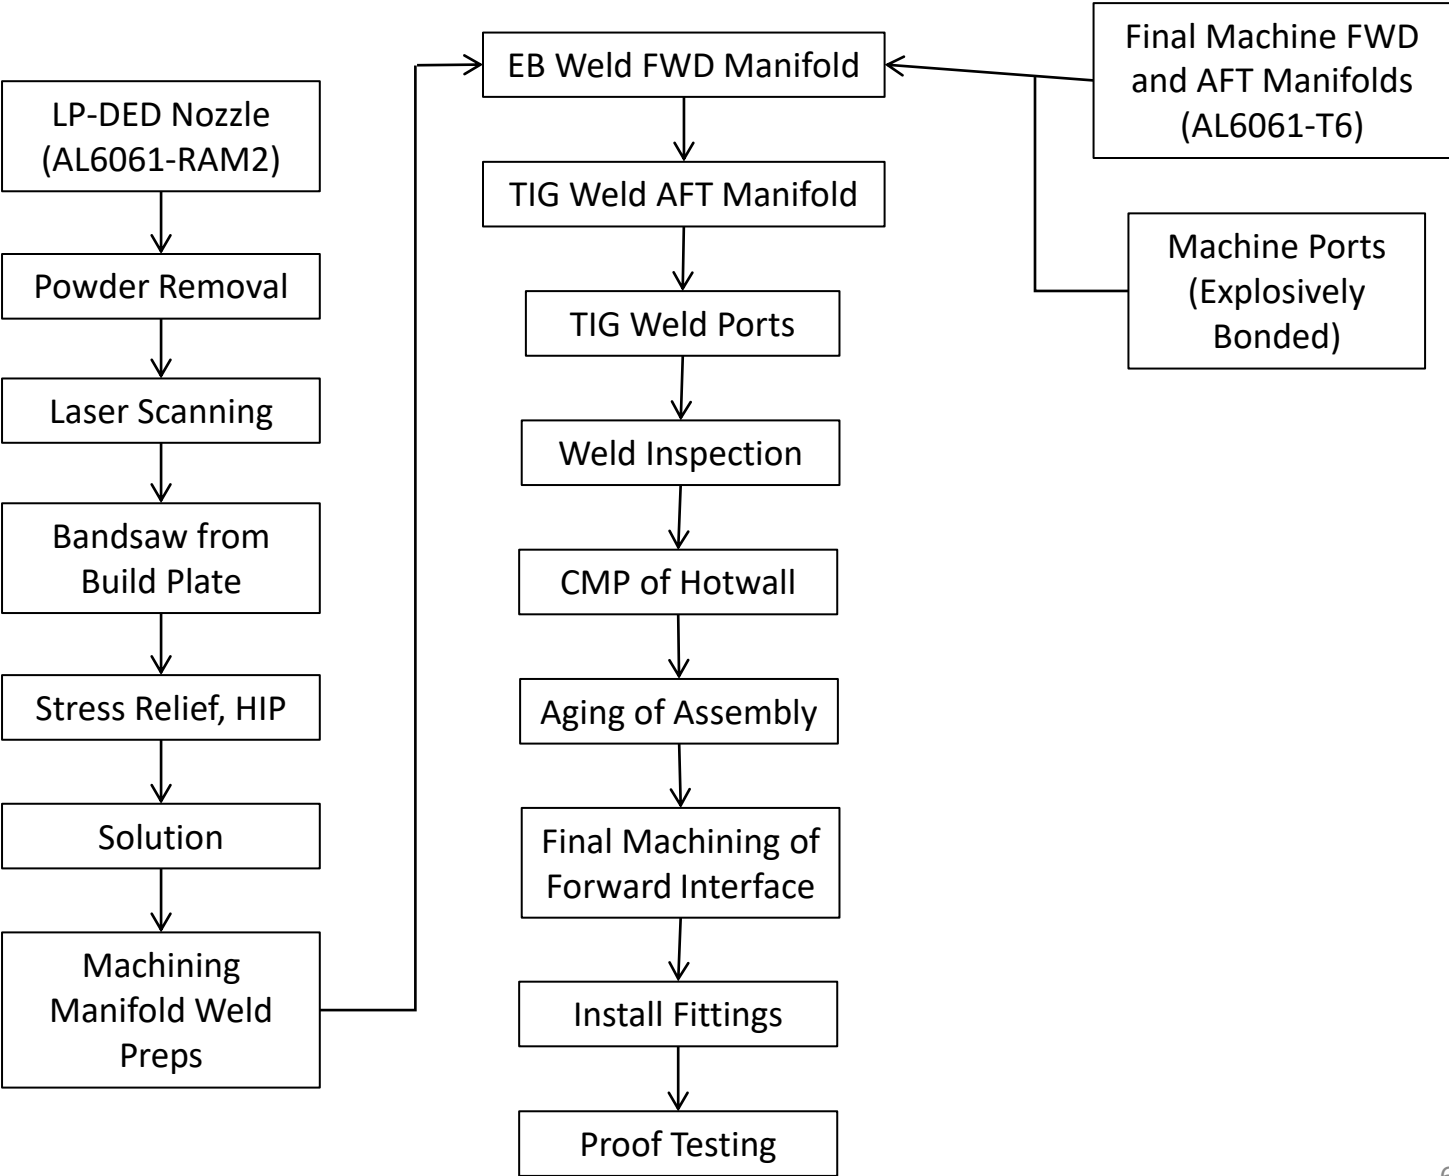 LP-DED Nozzle
(AL6061-RAM2)
Powder Removal
Laser Scanning
Bandsaw from
Build Plate
Stress Relief, HIP
Solution
Machining
Manifold Weld
Preps
EB Weld FWD Manifold
TIG Weld AFT Manifold
TIG Weld Ports
Weld Inspection
CMP of Hotwall
Aging of Assembly
Final Machining of
Forward Interface
Install Fittings
Proof Testing
Final Machine FWD
and AFT Manifolds
(AL6061-T6)
Machine Ports
(Explosively
Bonded)